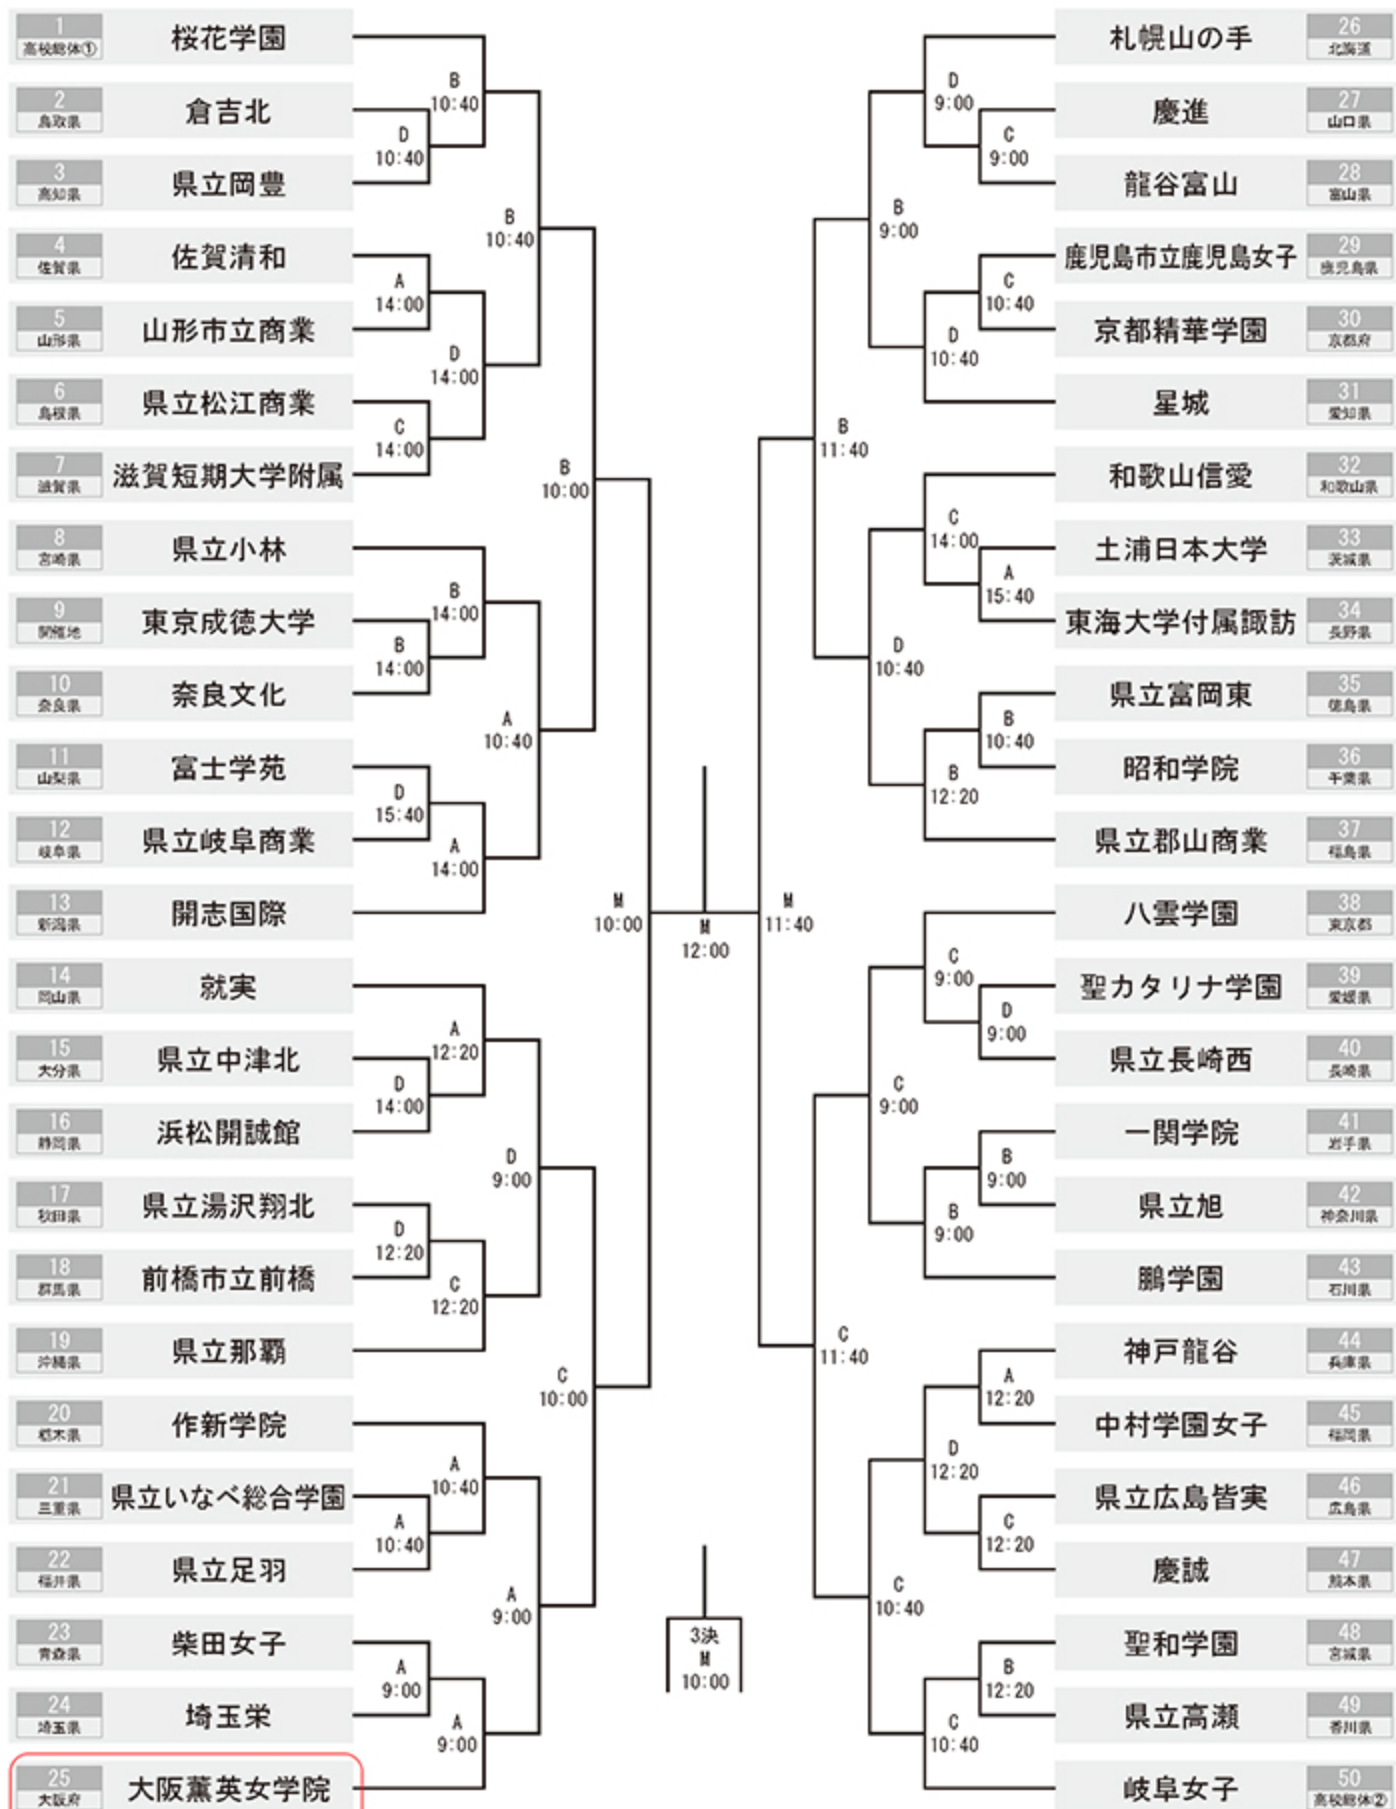 1
高校総体①
桜花学園
2
鳥取県
倉吉北
3
高知県
県立岡豊
4
佐賀県
佐賀清和
5
山形県
山形市立商業
6
島根県
県立松江商業
7
滋賀県
滋賀短期大学附属
8
宮崎県
県立小林
9
開催地
東京成徳大学
10
奈良県
奈良文化
11
山梨県
富士学苑
12
岐阜県
県立岐阜商業
13
新潟県
開志国際
14
岡山県
就実
15
大分県
県立中津北
16
静岡県
浜松開誠館
17
秋田県
県立湯沢翔北
18
群馬県
前橋市立前橋
19
沖縄県
県立那覇
20
栃木県
作新学院
21
三重県
県立いなべ総合学園
22
福井県
県立足羽
23
青森県
柴田女子
24
埼玉県
埼玉栄
25
大阪府
大阪薫英女学院
D
10:40
A
14:00
C
14:00
B
14:00
D
15:40
D
14:00
D
12:20
A
10:40
A
9:00
B
10:40
D
14:00
B
14:00
A
14:00
A
12:20
C
12:20
A
10:40
A
9:00
B
10:40
A
10:40
D
9:00
A
9:00
B
10:00
C
10:00
M
10:00
M
12:00
3決
M
10:00
M
11:40
B
11:40
C
11:40
B
9:00
D
10:40
C
9:00
C
10:40
D
9:00
D
10:40
C
14:00
B
12:20
C
9:00
B
9:00
D
12:20
C
10:40
C
9:00
C
10:40
A
15:40
B
10:40
D
9:00
B
9:00
A
12:20
C
12:20
B
12:20
札幌山の手
26
北海道
慶進
27
山口県
龍谷富山
28
富山県
鹿児島市立鹿児島女子
29
鹿児島県
京都精華学園
30
京都府
星城
31
愛知県
和歌山信愛
32
和歌山県
土浦日本大学
33
茨城県
東海大学付属諏訪
34
長野県
県立富岡東
35
徳島県
昭和学院
36
千葉県
県立郡山商業
37
福島県
八雲学園
38
東京都
聖カタリナ学園
39
愛媛県
県立長崎西
40
長崎県
一関学院
41
岩手県
県立旭
42
神奈川県
鵬学園
43
石川県
神戸龍谷
44
兵庫県
中村学園女子
45
福岡県
県立広島皆実
46
広島県
慶誠
47
熊本県
聖和学園
48
宮城県
県立高瀬
49
香川県
岐阜女子
50
高校総体②